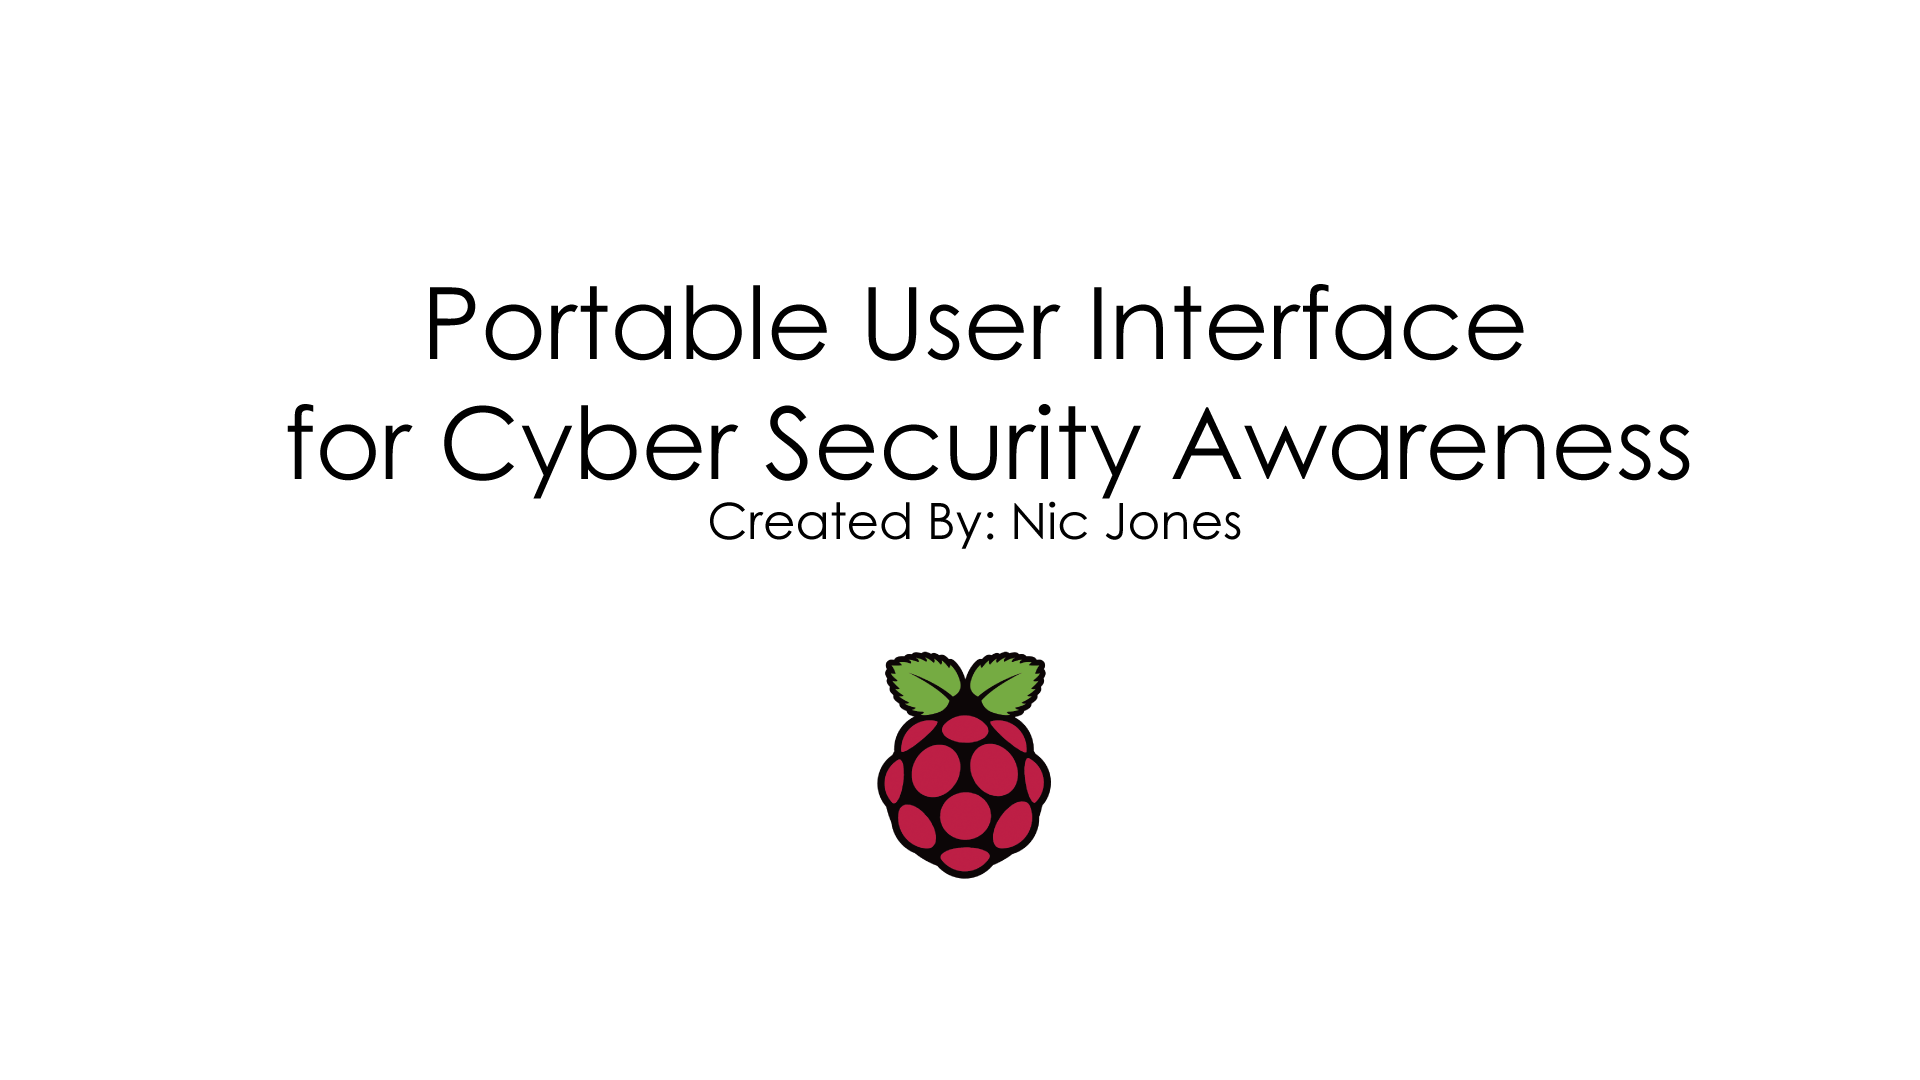 Portable User Interface
for Cyber Security Awareness
Created By: Nic Jones